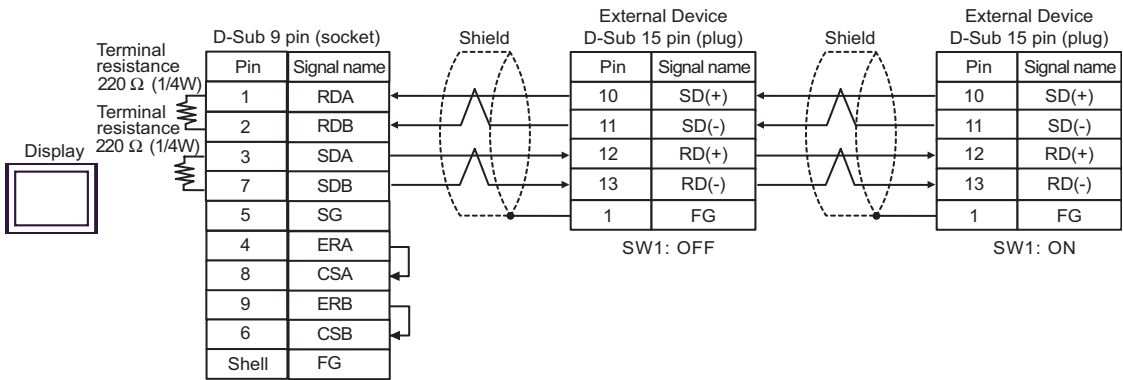 Display
Terminal
resistance
220 Ω (1/4W)
Terminal
resistance
220 Ω (1/4W)
D-Sub 9 pin (socket)
Pin Signal name
1 RDA
2 RDB
3 SDA
7 SDB
5 SG
4 ERA
8 CSA
9 ERB
6 CSB
Shell FG
Shield
External Device
D-Sub 15 pin (plug)
Pin Signal name
10 SD(+)
11 SD(-)
12 RD(+)
13 RD(-)
1 FG
SW1: OFF
Shield
External Device
D-Sub 15 pin (plug)
Pin Signal name
10 SD(+)
11 SD(-)
12 RD(+)
13 RD(-)
1 FG
SW1: ON